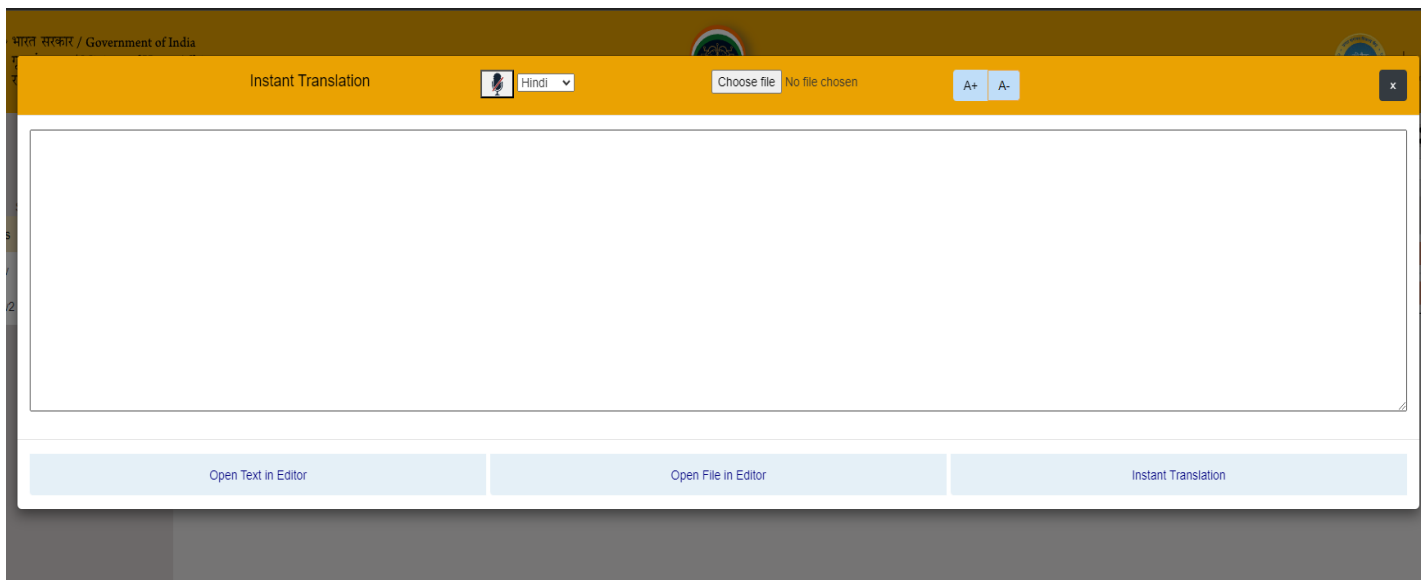 भारत सरकार / Government of India
Instant Translation
Hindi
Choose file No file chosen
A+ A-
x
Open Text in Editor
Open File in Editor
Instant Translation